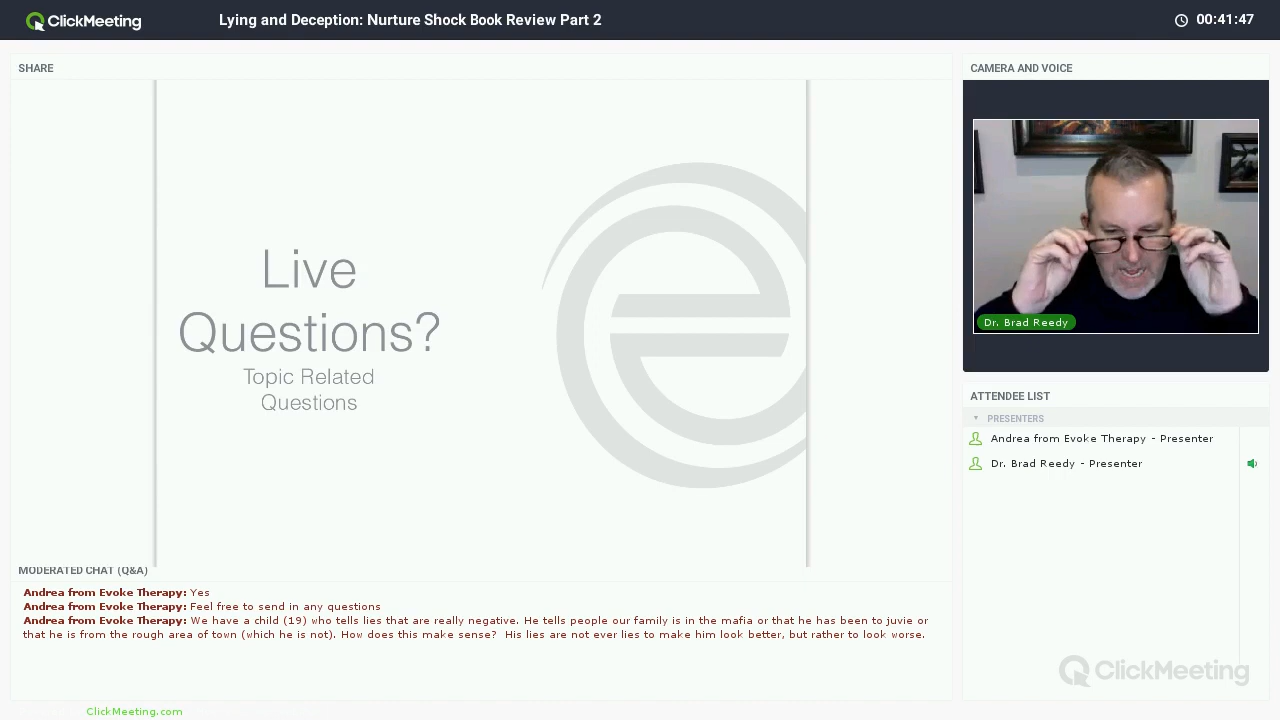 ClickMeeting
Lying and Deception: Nurture Shock Book Review Part 2
00:41:47
SHARE
Live
Questions?
Topic Related
Questions
MODERATED CHAT (Q&A)
Andrea from Evoke Therapy: Yes
Andrea from Evoke Therapy: Feel free to send in any questions
Andrea from Evoke Therapy: We have a child (19) who tells lies that are really negative. He tells people our family is in the mafia or that he has been to juvie or
that he is from the rough area of town (which he is not). How does this make sense?  His lies are not ever lies to make him look better, but rather to look worse.
ClickMeeting.com
CAMERA AND VOICE
Dr. Brad Reedy
ATTENDEE LIST
PRESENTERS
Andrea from Evoke Therapy - Presenter
Dr. Brad Reedy - Presenter
ClickMeeting